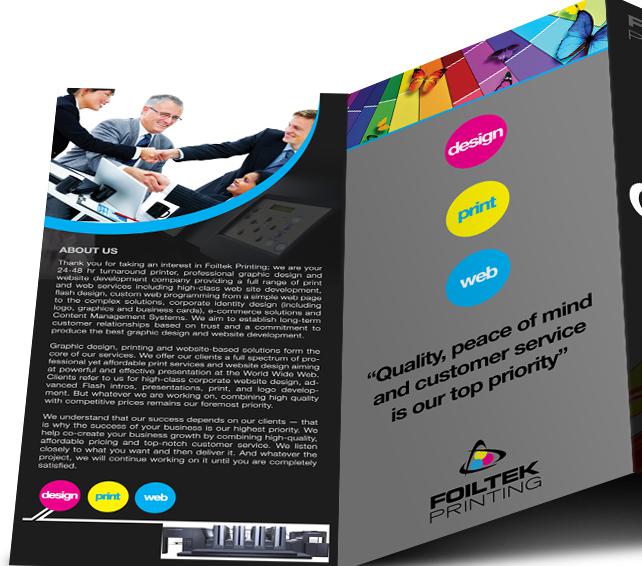 ABOUT US
Thank you for taking an interest in Foiltek Printing; we are your
24-48 hr turnaround printer, professional graphic design and
website development company providing a full range of print
and web services including high-class web site development,
flash design, custom web programming from a simple web page
to the complex solutions, corporate identity design (including
logo, graphics and business cards), e-commerce solutions and
Content Management Systems. We aim to establish long-term
customer relationships based on trust and a commitment to
produce the best graphic design and website development.
Graphic design, printing and website-based solutions form the
core of our services. We offer our clients a full spectrum of pro-
fessional yet affordable print services and website design aiming
at powerful and effective presentation at the World Wide Web.
Clients refer to us for high-class corporate website design, ad-
vanced Flash intros, presentations, print, and logo develop-
ment. But whatever we are working on, combining high quality
with competitive prices remains our foremost priority.
We understand that our success depends on our clients — that
is why the success of your business is our highest priority. We
help co-create your business growth by combining high-quality,
affordable pricing and top-notch customer service. We listen
closely to what you want and then deliver it. And whatever the
project, we will continue working on it until you are completely
satisfied.
design print web
design
print
web
“Quality, peace of mind
and customer service
is our top priority”
FOILTEK
PRINTING